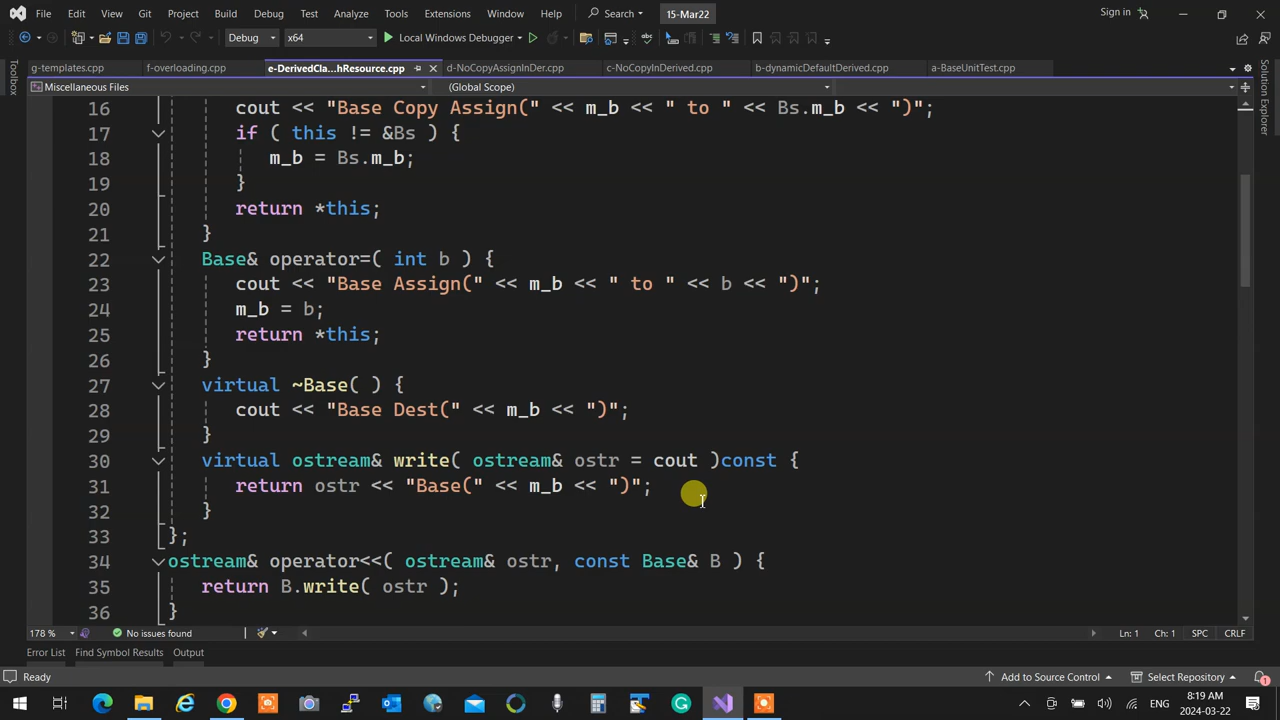 File Edit View Git Project Build Debug Test Analyze Tools Extensions Window Help Search 15-Mar22 Sign in
Debug x64 Local Windows Debugger
g-templates.cpp f-overloading.cpp e-DerivedCla...hResource.cpp d-NoCopyAssignInDer.cpp c-NoCopyInDerived.cpp b-dynamicDefaultDerived.cpp a-BaseUnitTest.cpp
Toolbox
Solution Explorer
Miscellaneous Files (Global Scope)
16 cout << "Base Copy Assign(" << m_b << " to " << Bs.m_b << ")";
17 if ( this != &Bs ) {
18 m_b = Bs.m_b;
19 }
20 return *this;
21 }
22 Base& operator=( int b ) {
23 cout << "Base Assign(" << m_b << " to " << b << ")";
24 m_b = b;
25 return *this;
26 }
27 virtual ~Base( ) {
28 cout << "Base Dest(" << m_b << ")";
29 }
30 virtual ostream& write( ostream& ostr = cout )const {
31 return ostr << "Base(" << m_b << ")";
32 }
33 };
34 ostream& operator<<( ostream& ostr, const Base& B ) {
35 return B.write( ostr );
36 }
178 % No issues found Ln: 1 Ch: 1 SPC CRLF
Error List Find Symbol Results Output
Ready Add to Source Control Select Repository 1
ENG 8:19 AM
2024-03-22